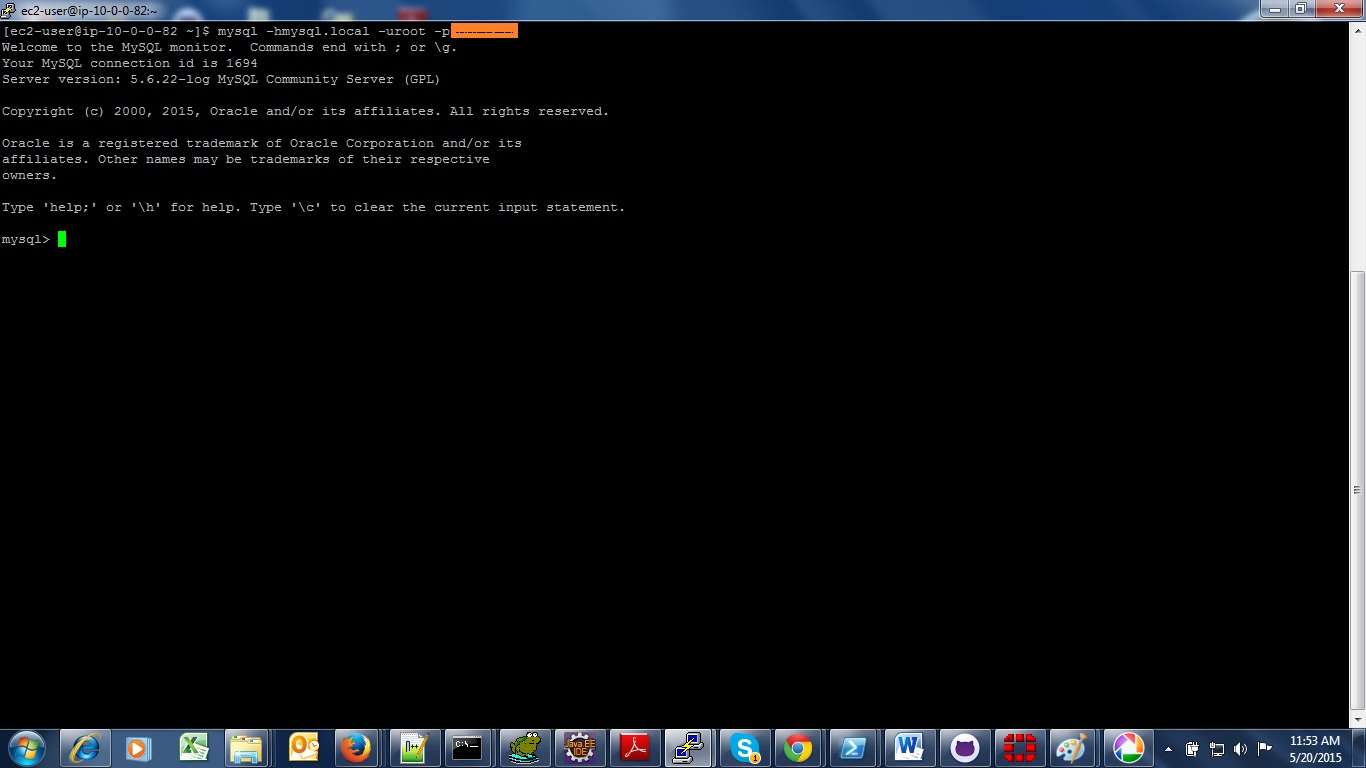 ec2-user@ip-10-0-0-82:~
[ec2-user@ip-10-0-0-82 ~]$ mysql -hmysql.local -uroot -p
Welcome to the MySQL monitor.  Commands end with ; or \g.
Your MySQL connection id is 1694
Server version: 5.6.22-log MySQL Community Server (GPL)
Copyright (c) 2000, 2015, Oracle and/or its affiliates. All rights reserved.
Oracle is a registered trademark of Oracle Corporation and/or its
affiliates. Other names may be trademarks of their respective
owners.
Type 'help;' or '\h' for help. Type '\c' to clear the current input statement.
mysql>
C:\
Java EE
IDE
1
11:53 AM
5/20/2015